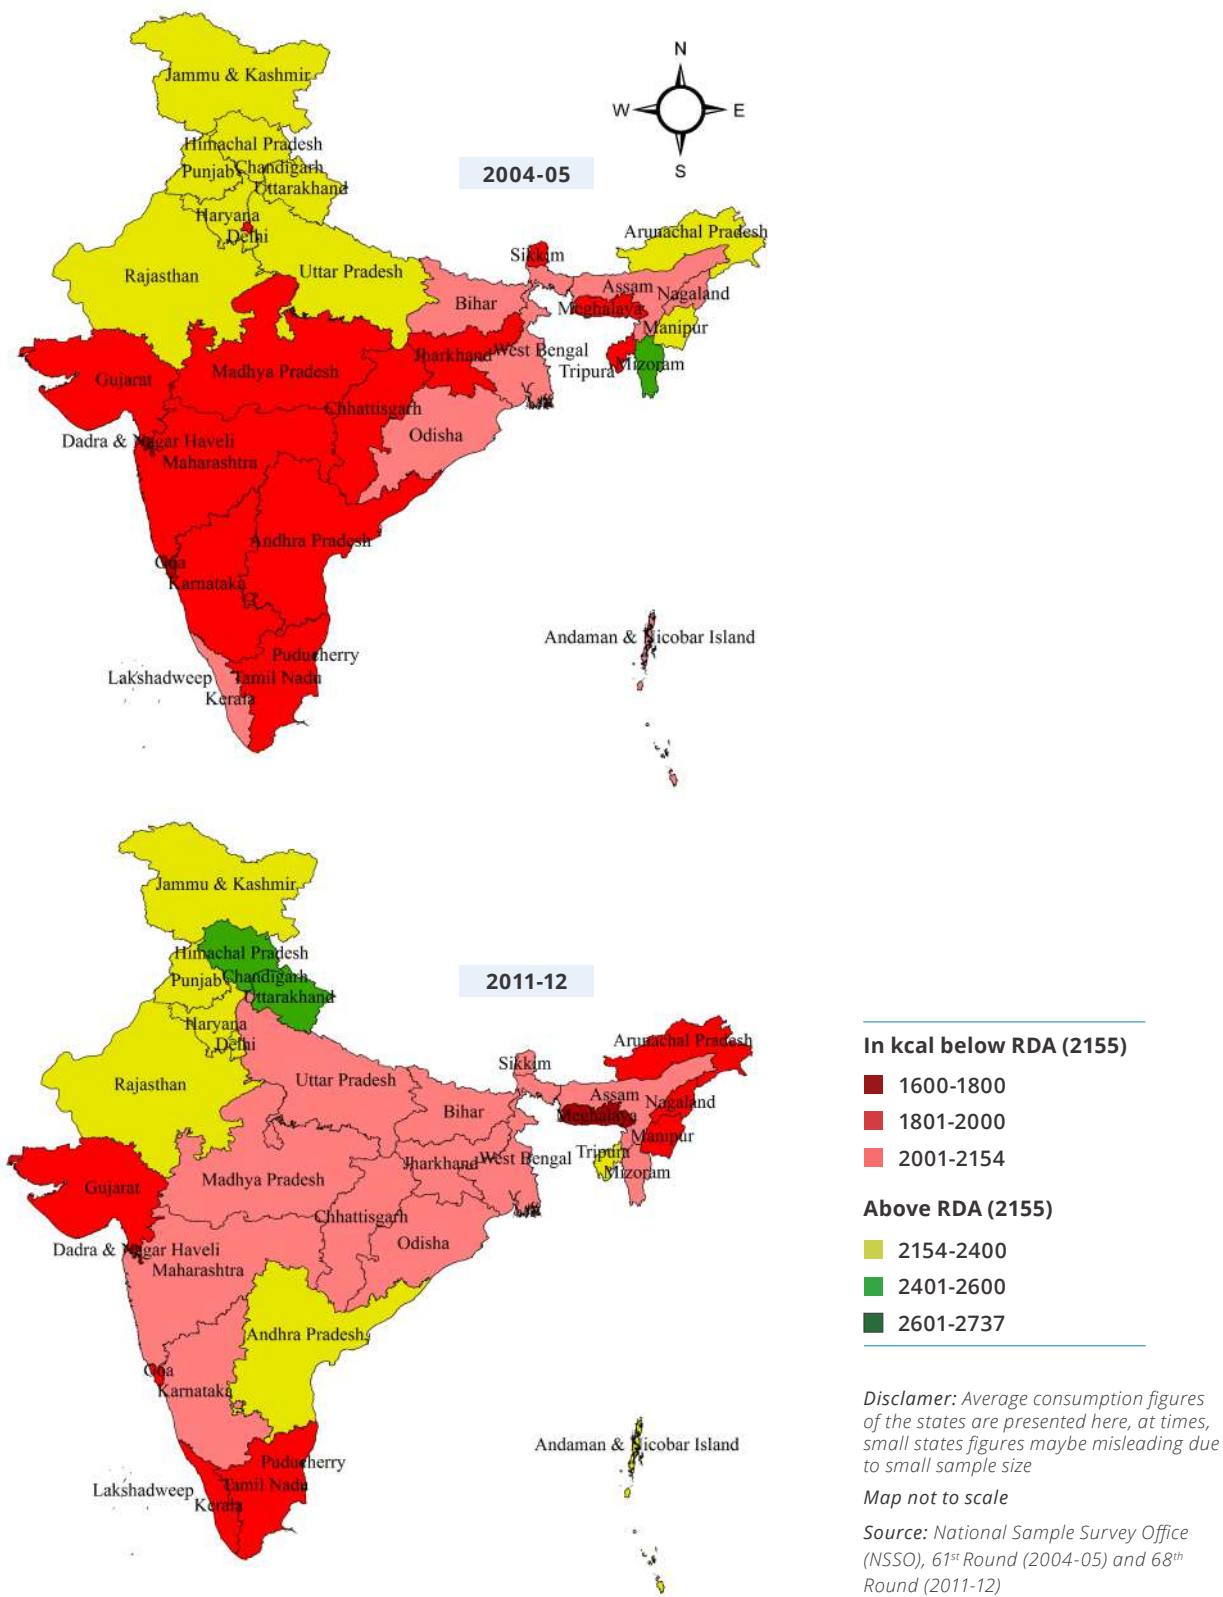 N
W E
S
2004-05
Jammu & Kashmir
Himachal Pradesh
Punjab Chandigarh
Uttarakhand
Haryana
Delhi
Rajasthan
Uttar Pradesh
Arunachal Pradesh
Sikkim
Bihar
Assam
Nagaland
Meghalaya
Manipur
Jharkhand
West Bengal
Tripura
Mizoram
Gujarat
Madhya Pradesh
Chhattisgarh
Odisha
Dadra & Nagar Haveli
Maharashtra
Andhra Pradesh
Goa
Karnataka
Andaman & Nicobar Island
Puducherry
Lakshadweep
Tamil Nadu
Kerala
2011-12
Jammu & Kashmir
Himachal Pradesh
Punjab Chandigarh
Uttarakhand
Haryana
Delhi
Rajasthan
Uttar Pradesh
Arunachal Pradesh
Sikkim
Bihar
Assam
Nagaland
Meghalaya
Manipur
Jharkhand
West Bengal
Tripura
Mizoram
Gujarat
Madhya Pradesh
Chhattisgarh
Odisha
Dadra & Nagar Haveli
Maharashtra
Andhra Pradesh
Goa
Karnataka
Andaman & Nicobar Island
Puducherry
Lakshadweep
Tamil Nadu
Kerala
In kcal below RDA (2155)
1600-1800
1801-2000
2001-2154
Above RDA (2155)
2154-2400
2401-2600
2601-2737
Disclamer: Average consumption figures
of the states are presented here, at times,
small states figures maybe misleading due
to small sample size
Map not to scale
Source: National Sample Survey Office
(NSSO), 61st Round (2004-05) and 68th
Round (2011-12)